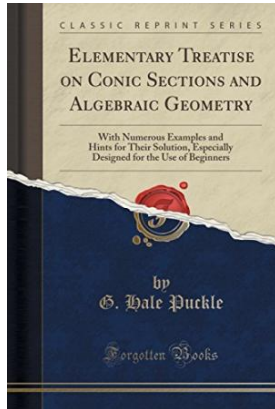 CLASSIC REPRINT SERIES
ELEMENTARY TREATISE
ON CONIC SECTIONS AND
ALGEBRAIC GEOMETRY
With Numerous Examples and
Hints for Their Solution, Especially
Designed for the Use of Beginners
by
G. Hale Puckle
Forgotten Books